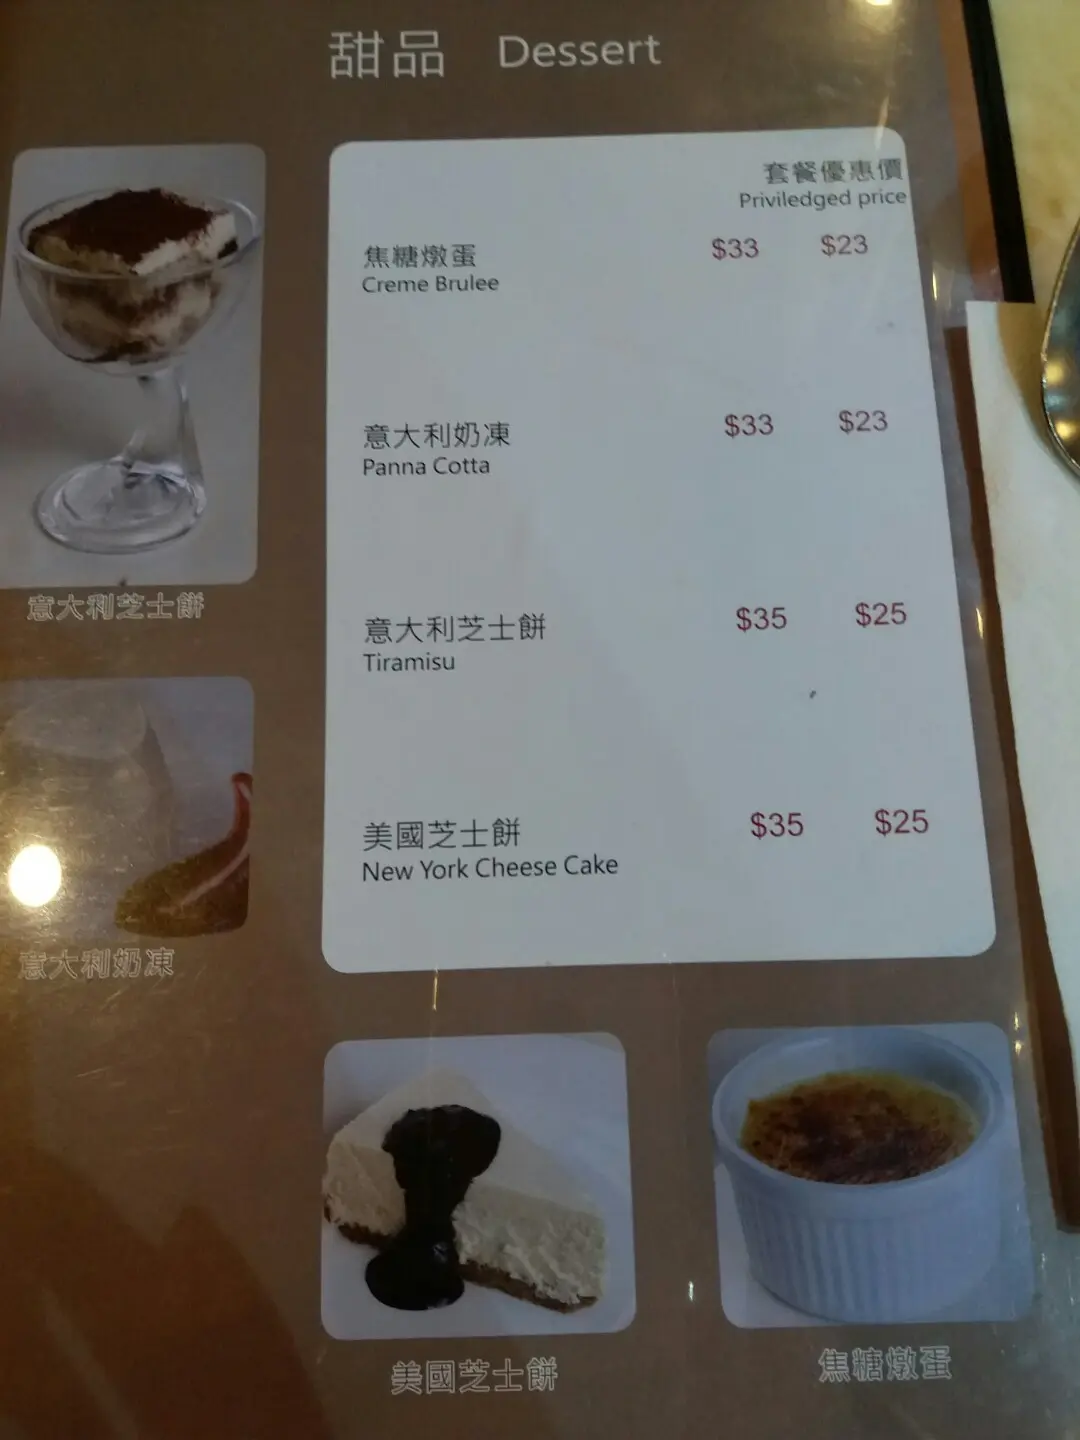 甜品 Dessert
套餐優惠價
Priviledged price
焦糖燉蛋 $33 $23
Creme Brulee
意大利奶凍 $33 $23
Panna Cotta
意大利芝士餅 $35 $25
Tiramisu
美國芝士餅 $35 $25
New York Cheese Cake
意大利芝士餅
意大利奶凍
美國芝士餅
焦糖燉蛋